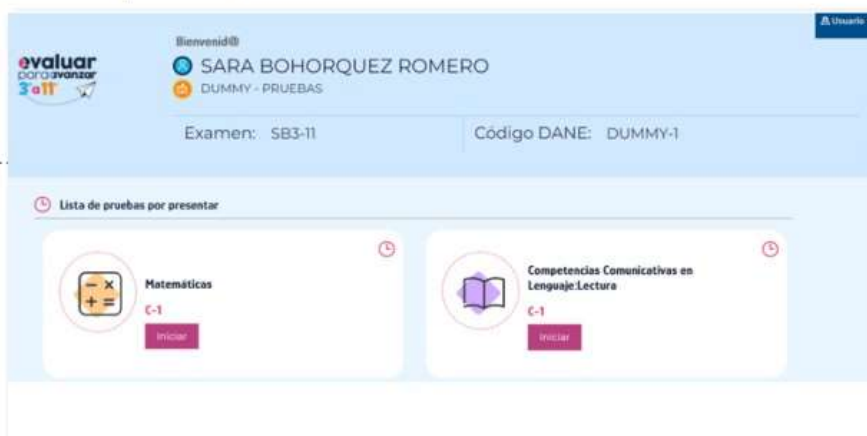 Usuario
evaluar
para avanzar
3°a11°
Bienvenid@
SARA BOHORQUEZ ROMERO
DUMMY - PRUEBAS
Examen: SB3-11
Código DANE: DUMMY-1
Lista de pruebas por presentar
Matemáticas
C-1
Iniciar
Competencias Comunicativas en
Lenguaje:Lectura
C-1
Iniciar